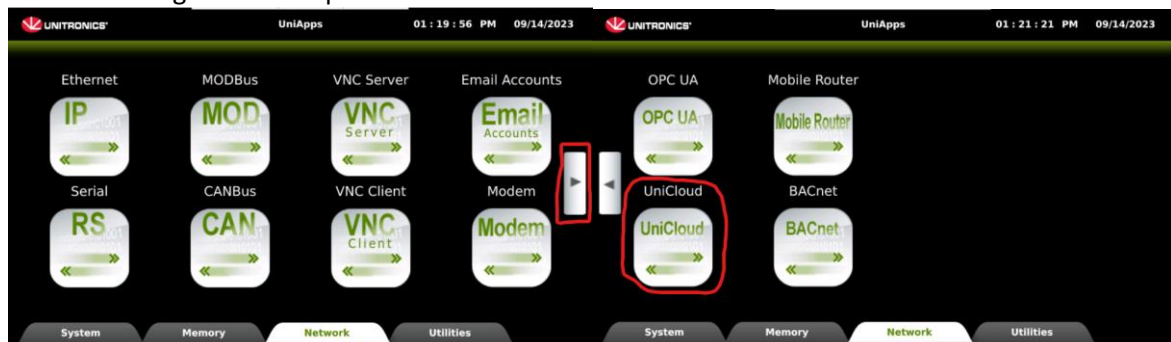 UNITRONICS®
UniApps
01:19:56 PM 09/14/2023
Ethernet MODBus VNC Server Email Accounts
IP MOD VNC Server Email Accounts
Serial CANBus VNC Client Modem
RS CAN VNC Client Modem
System Memory Network Utilities
UNITRONICS®
UniApps
01:21:21 PM 09/14/2023
OPC UA Mobile Router
OPC UA Mobile Router
UniCloud BACnet
UniCloud BACnet
System Memory Network Utilities